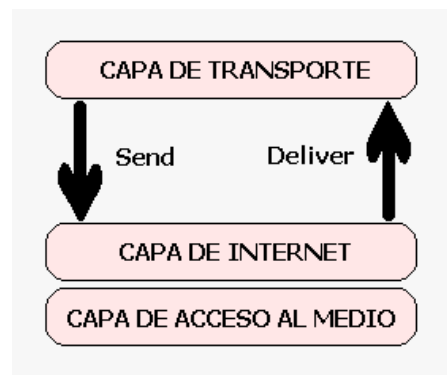 CAPA DE TRANSPORTE
Send Deliver
CAPA DE INTERNET
CAPA DE ACCESO AL MEDIO